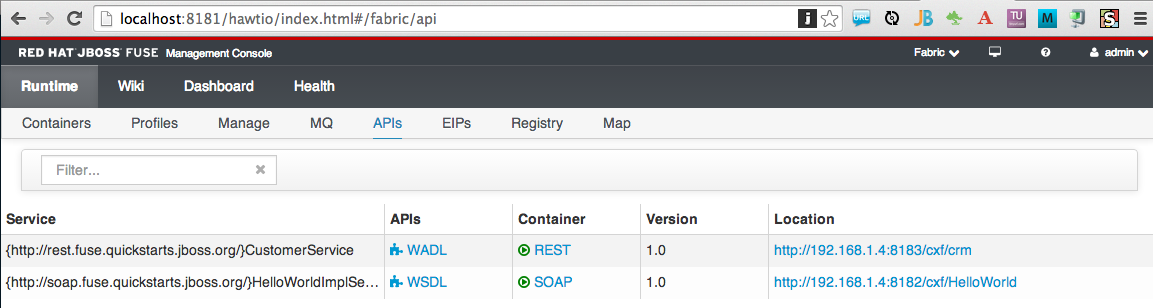 localhost:8181/hawtio/index.html#/fabric/api
j URL JB A TU M S
RED HAT JBOSS FUSE Management Console Fabric admin
Runtime Wiki Dashboard Health
Containers Profiles Manage MQ APIs EIPs Registry Map
Filter...
Service APIs Container Version Location
{http://rest.fuse.quickstarts.jboss.org/}CustomerService WADL REST 1.0 http://192.168.1.4:8183/cxf/crm
{http://soap.fuse.quickstarts.jboss.org/}HelloWorldImplSe... WSDL SOAP 1.0 http://192.168.1.4:8182/cxf/HelloWorld